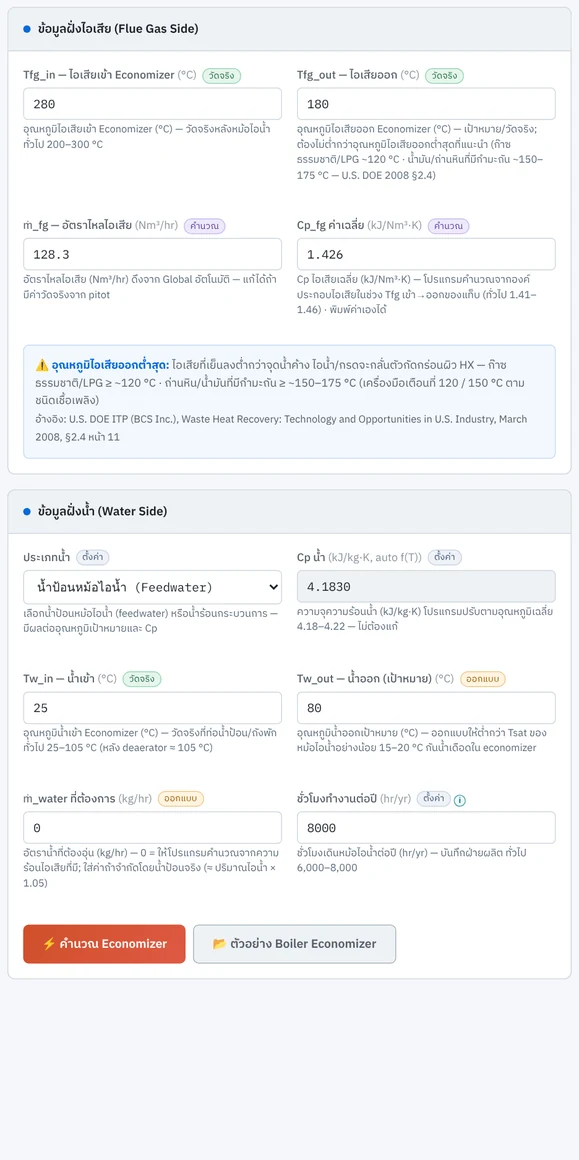 ข้อมูลฝั่งไอเสีย (Flue Gas Side)
Tfg_in — ไอเสียเข้า Economizer (°C) วัดจริง
280
อุณหภูมิไอเสียเข้า Economizer (°C) — วัดจริงหลังหม้อไอน้ำ
ทั่วไป 200–300 °C
Tfg_out — ไอเสียออก (°C) วัดจริง
180
อุณหภูมิไอเสียออก Economizer (°C) — เป้าหมาย/วัดจริง;
ต้องไม่ต่ำกว่าอุณหภูมิไอเสียออกต่ำสุดที่แนะนำ (ก๊าซ
ธรรมชาติ/LPG ~120 °C · น้ำมัน/ถ่านหินที่มีกำมะถัน ~150–
175 °C — U.S. DOE 2008 §2.4)
ṁ_fg — อัตราไหลไอเสีย (Nm³/hr) คำนวณ
128.3
อัตราไหลไอเสีย (Nm³/hr) ดึงจาก Global อัตโนมัติ — แก้ได้ถ้า
มีค่าวัดจริงจาก pitot
Cp_fg ค่าเฉลี่ย (kJ/Nm³·K) คำนวณ
1.426
Cp ไอเสียเฉลี่ย (kJ/Nm³·K) — โปรแกรมคำนวณจากองค์
ประกอบไอเสียในช่วง Tfg เข้า→ออกของแท็บ (ทั่วไป 1.41–
1.46) · พิมพ์ค่าเองได้
⚠️ อุณหภูมิไอเสียออกต่ำสุด: ไอเสียที่เย็นลงต่ำกว่าจุดน้ำค้าง ไอน้ำ/กรดจะกลั่นตัวกัดกร่อนผิว HX — ก๊าซ
ธรรมชาติ/LPG ≥ ~120 °C · ถ่านหิน/น้ำมันที่มีกำมะถัน ≥ ~150–175 °C (เครื่องมือเตือนที่ 120 / 150 °C ตาม
ชนิดเชื้อเพลิง)
อ้างอิง: U.S. DOE ITP (BCS Inc.), Waste Heat Recovery: Technology and Opportunities in U.S. Industry, March
2008, §2.4 หน้า 11
ข้อมูลฝั่งน้ำ (Water Side)
ประเภทน้ำ ตั้งค่า
น้ำป้อนหม้อไอน้ำ (Feedwater)
เลือกน้ำป้อนหม้อไอน้ำ (feedwater) หรือน้ำร้อนกระบวนการ —
มีผลต่ออุณหภูมิเป้าหมายและ Cp
Cp น้ำ (kJ/kg·K, auto f(T)) ตั้งค่า
4.1830
ความจุความร้อนน้ำ (kJ/kg·K) โปรแกรมปรับตามอุณหภูมิเฉลี่ย
4.18–4.22 — ไม่ต้องแก้
Tw_in — น้ำเข้า (°C) วัดจริง
25
อุณหภูมิน้ำเข้า Economizer (°C) — วัดจริงที่ท่อน้ำป้อน/ถังพัก
ทั่วไป 25–105 °C (หลัง deaerator ≈ 105 °C)
Tw_out — น้ำออก (เป้าหมาย) (°C) ออกแบบ
80
อุณหภูมิน้ำออกเป้าหมาย (°C) — ออกแบบให้ต่ำกว่า Tsat ของ
หม้อไอน้ำอย่างน้อย 15–20 °C กันน้ำเดือดใน economizer
ṁ_water ที่ต้องการ (kg/hr) ออกแบบ
0
อัตราน้ำที่ต้องอุ่น (kg/hr) — 0 = ให้โปรแกรมคำนวณจากความ
ร้อนไอเสียที่มี; ใส่ค่าถ้าจำกัดโดยน้ำป้อนจริง (≈ ปริมาณไอน้ำ ×
1.05)
ชั่วโมงทำงานต่อปี (hr/yr) ตั้งค่า i
8000
ชั่วโมงเดินหม้อไอน้ำต่อปี (hr/yr) — บันทึกฝ่ายผลิต ทั่วไป
6,000–8,000
⚡ คำนวณ Economizer
📂 ตัวอย่าง Boiler Economizer